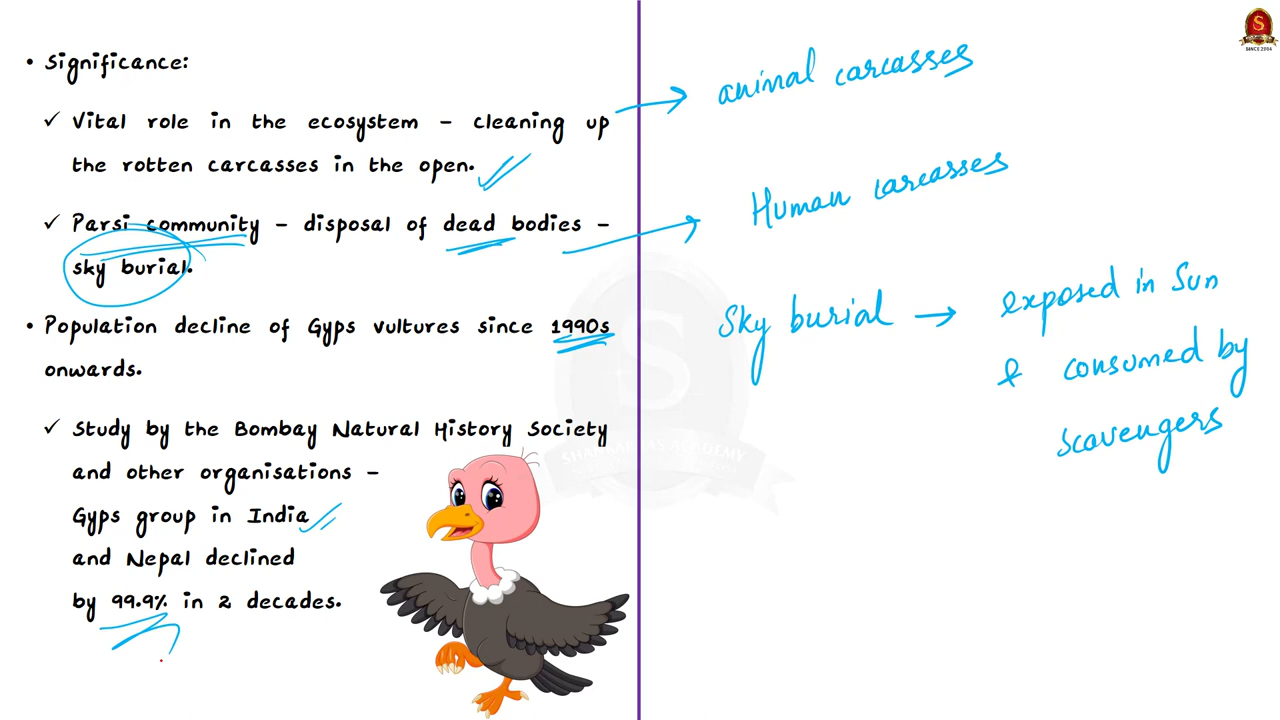 • Significance:
✓ Vital role in the ecosystem – cleaning up
the rotten carcasses in the open.
✓ Parsi community – disposal of dead bodies –
sky burial.
• Population decline of Gyps vultures since 1990s
onwards.
✓ Study by the Bombay Natural History Society
and other organisations –
Gyps group in India
and Nepal declined
by 99.9% in 2 decades.
animal carcasses
Human carcasses
Sky burial → exposed in Sun
& consumed by
scavengers
S
SINCE 2004